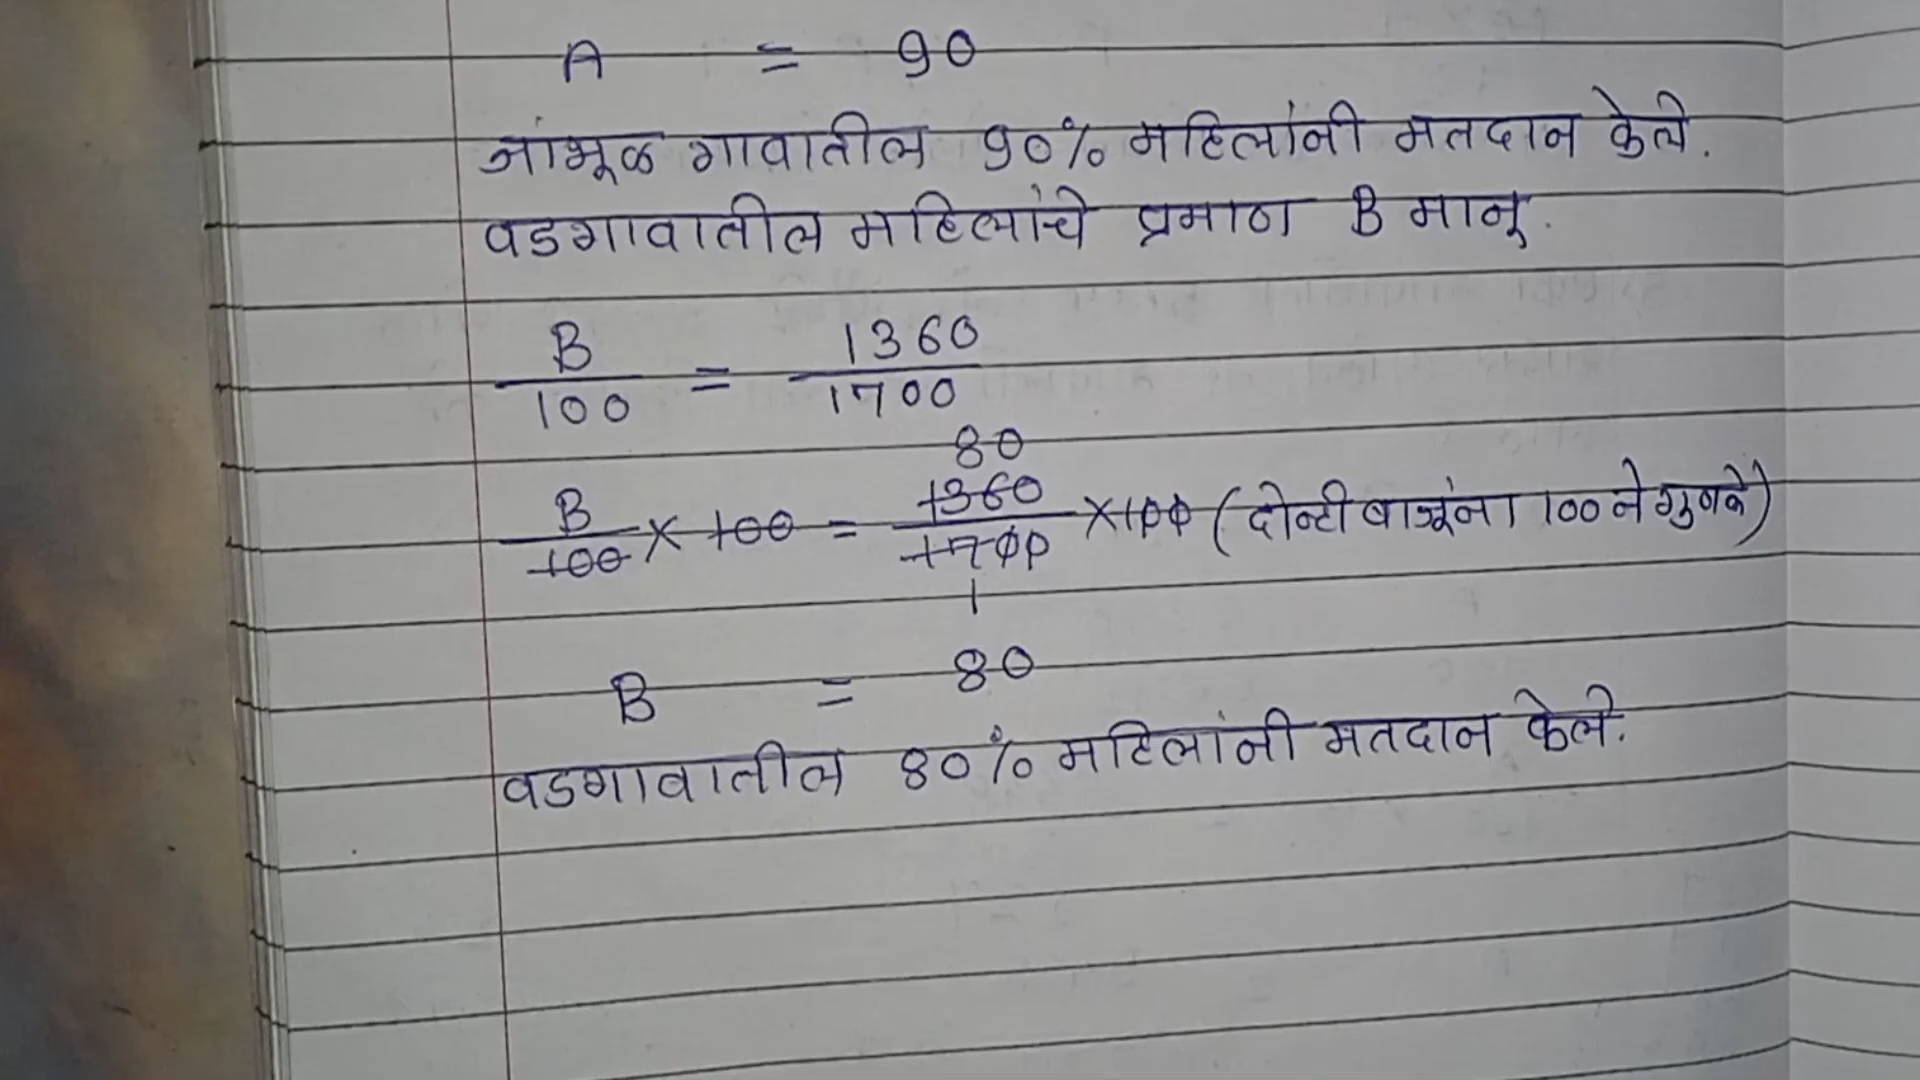 A = 90
जांभूळ गावातील 90% महिलांनी मतदान केले.
वडगावातील महिलांचे प्रमाण B मानू.
B/100 = 1360/1700
80
B/100 × 100 = 1360/1700 ×100 (दोन्ही बाजूंना 100 ने गुणले)
1
B = 80
वडगावातील 80% महिलांनी मतदान केले.